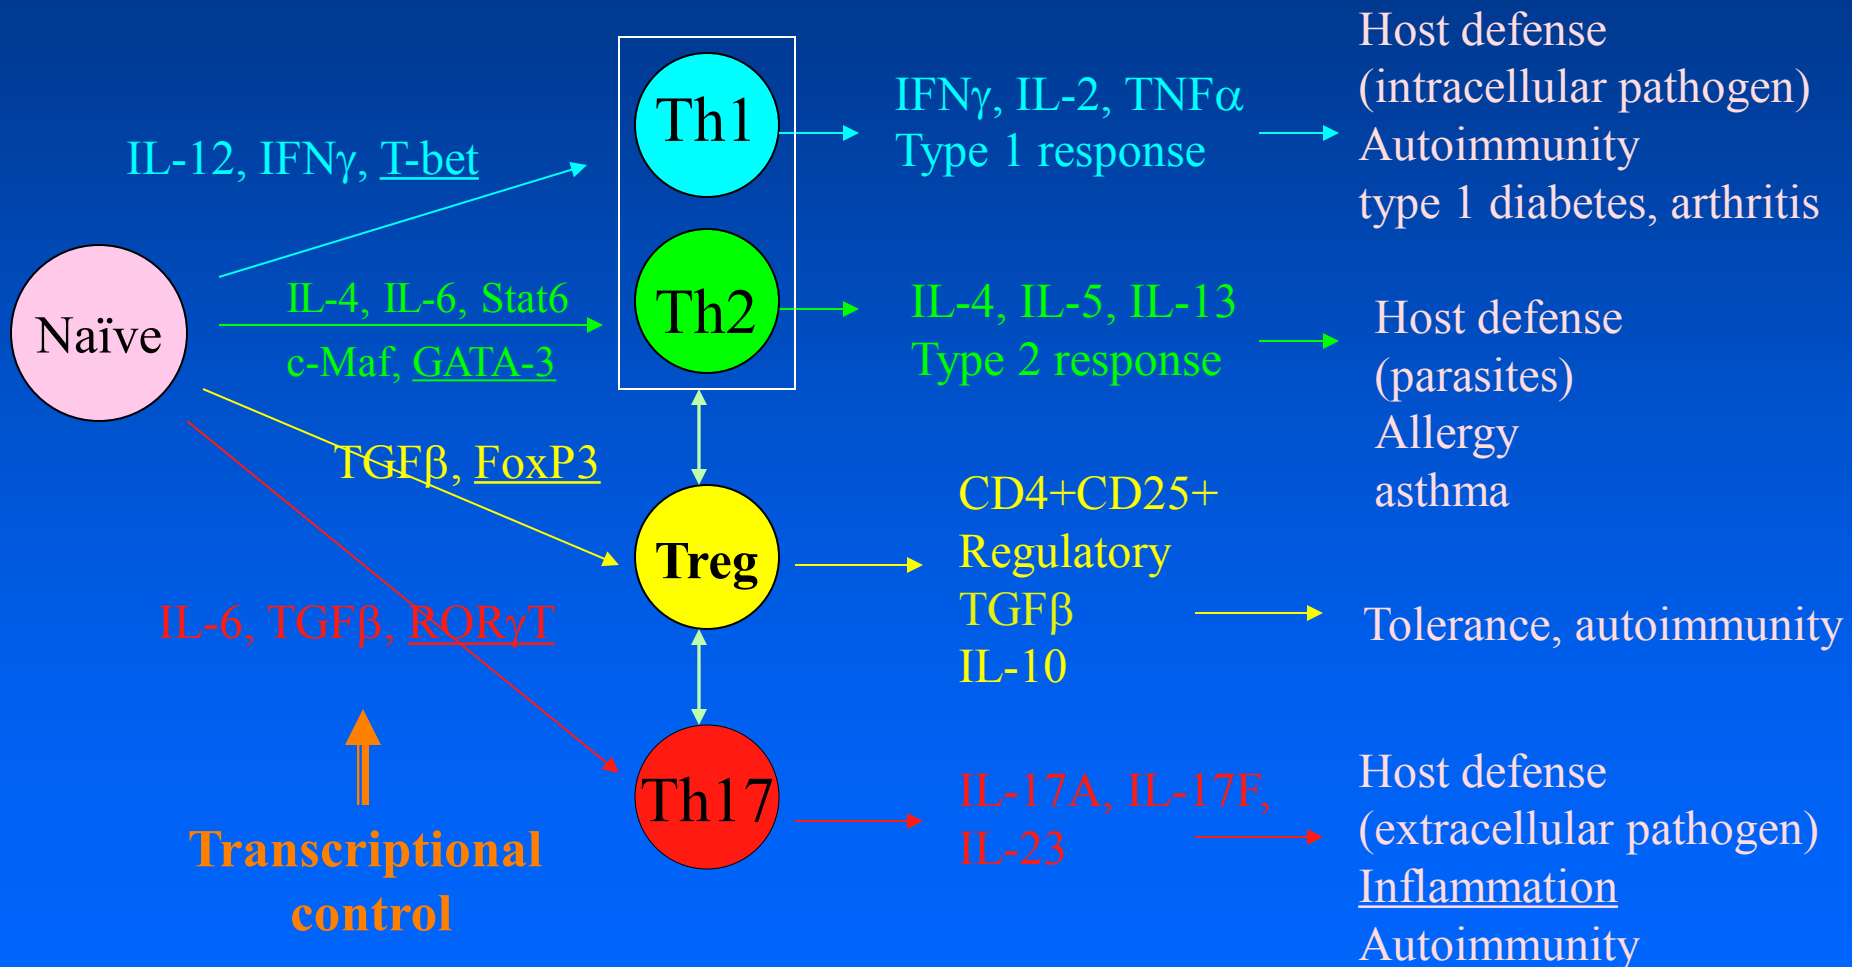 Naïve
IL-12, IFNγ, T-bet
IL-4, IL-6, Stat6
c-Maf, GATA-3
TGFβ, FoxP3
IL-6, TGFβ, RORγT
Transcriptional
control
Th1
Th2
Treg
Th17
IFNγ, IL-2, TNFα
Type 1 response
IL-4, IL-5, IL-13
Type 2 response
CD4+CD25+
Regulatory
TGFβ
IL-10
IL-17A, IL-17F,
IL-23
Host defense
(intracellular pathogen)
Autoimmunity
type 1 diabetes, arthritis
Host defense
(parasites)
Allergy
asthma
Tolerance, autoimmunity
Host defense
(extracellular pathogen)
Inflammation
Autoimmunity